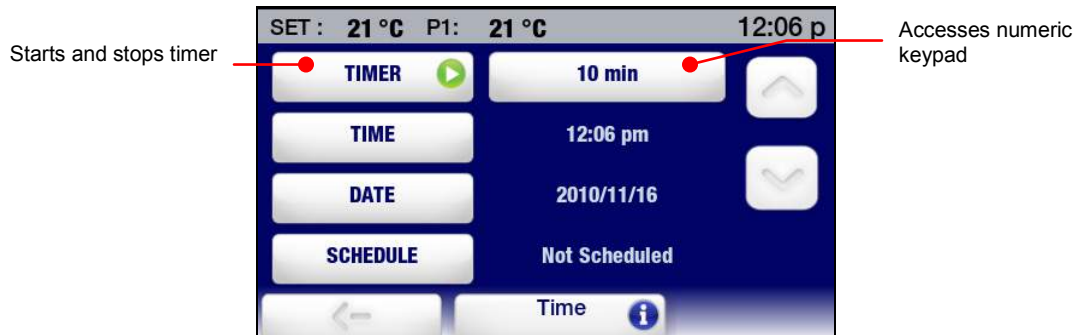 SET : 21 °C P1: 21 °C 12:06 p
Starts and stops timer
Accesses numeric
keypad
TIMER 10 min
TIME 12:06 pm
DATE 2010/11/16
SCHEDULE Not Scheduled
Time